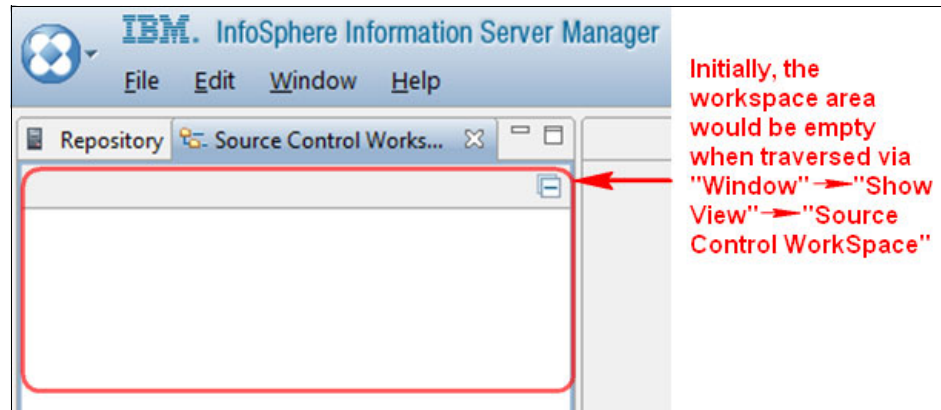 IBM. InfoSphere Information Server Manager
File Edit Window Help
Repository Source Control Works...
Initially, the
workspace area
would be empty
when traversed via
"Window"→"Show
View"→"Source
Control WorkSpace"